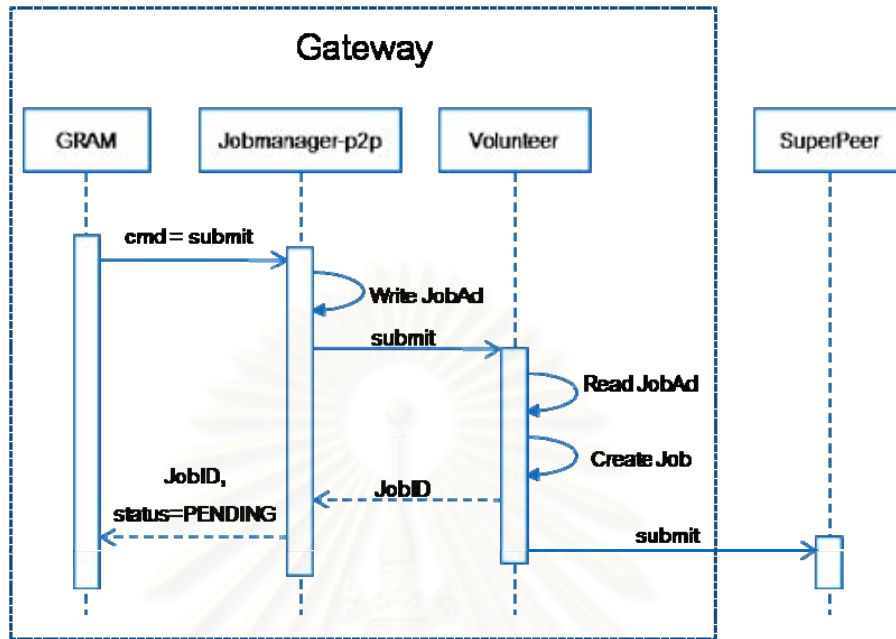 Gateway
GRAM
Jobmanager-p2p
Volunteer
SuperPeer
cmd = submit
Write JobAd
submit
Read JobAd
Create Job
JobID,
status=PENDING
JobID
submit